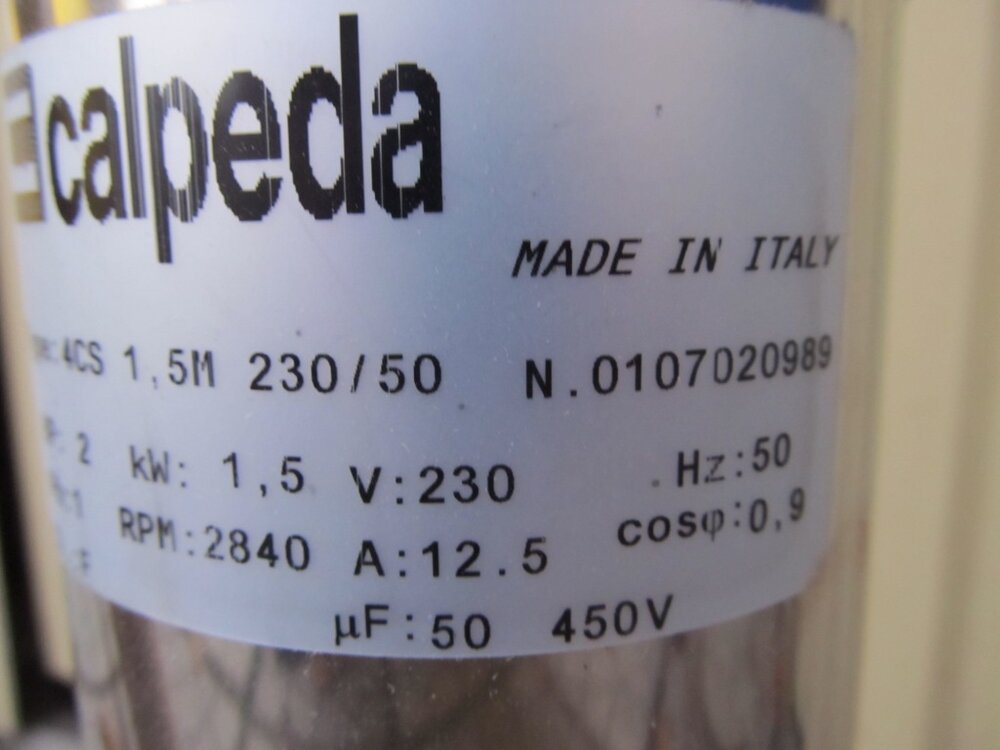 calpeda
MADE IN ITALY
4CS 1,5M 230/50 N.0107020989
P: 2 kW: 1,5 V:230 Hz:50
:1 RPM:2840 A:12.5 cosφ:0,9
F µF:50 450V